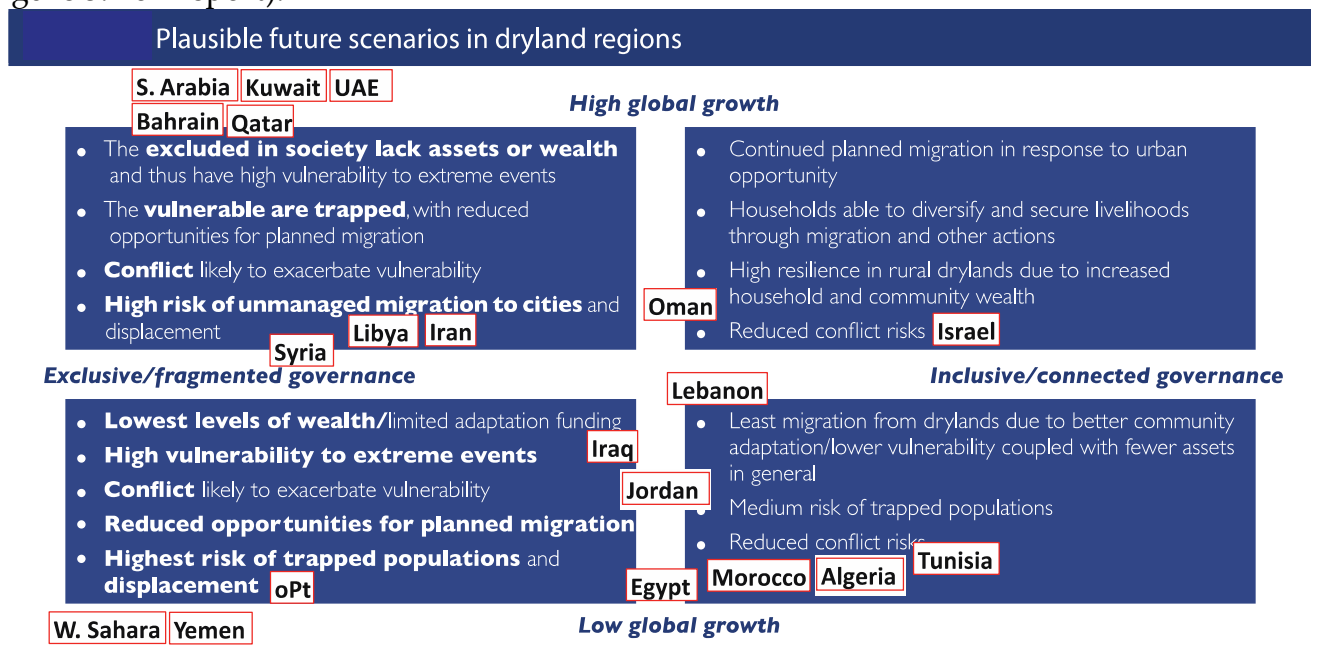 Plausible future scenarios in dryland regions
S. Arabia Kuwait UAE
High global growth
Bahrain Qatar
• The excluded in society lack assets or wealth
and thus have high vulnerability to extreme events
• The vulnerable are trapped, with reduced
opportunities for planned migration
• Conflict likely to exacerbate vulnerability
• High risk of unmanaged migration to cities and
displacement
Libya Iran
Syria
• Continued planned migration in response to urban
opportunity
• Households able to diversify and secure livelihoods
through migration and other actions
• High resilience in rural drylands due to increased
household and community wealth
Oman
• Reduced conflict risks Israel
Exclusive/fragmented governance
Inclusive/connected governance
• Lowest levels of wealth/limited adaptation funding
• High vulnerability to extreme events
Iraq
• Conflict likely to exacerbate vulnerability
Jordan
• Reduced opportunities for planned migration
• Highest risk of trapped populations and
displacement oPt
Lebanon
• Least migration from drylands due to better community
adaptation/lower vulnerability coupled with fewer assets
in general
• Medium risk of trapped populations
• Reduced conflict risks
Tunisia
Egypt Morocco Algeria
W. Sahara Yemen
Low global growth